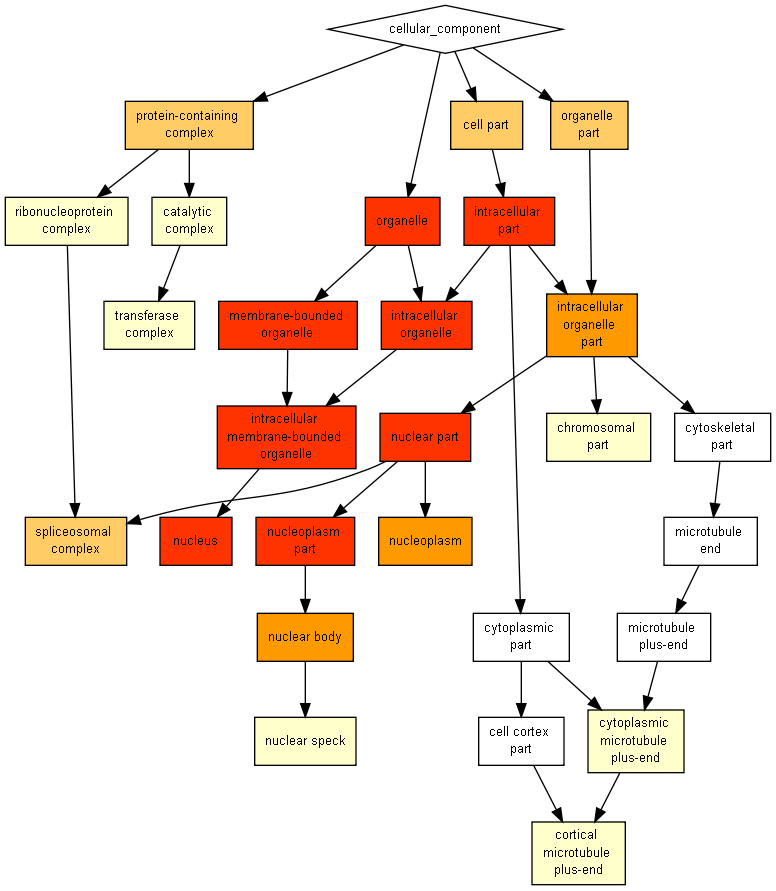 cellular_component
protein-containing
complex
cell part
organelle
part
ribonucleoprotein
complex
catalytic
complex
organelle
intracellular
part
transferase
complex
membrane-bounded
organelle
intracellular
organelle
intracellular
organelle
part
intracellular
membrane-bounded
organelle
nuclear part
chromosomal
part
cytoskeletal
part
spliceosomal
complex
nucleus
nucleoplasm
part
nucleoplasm
microtubule
end
nuclear body
cytoplasmic
part
microtubule
plus-end
nuclear speck
cell cortex
part
cytoplasmic
microtubule
plus-end
cortical
microtubule
plus-end